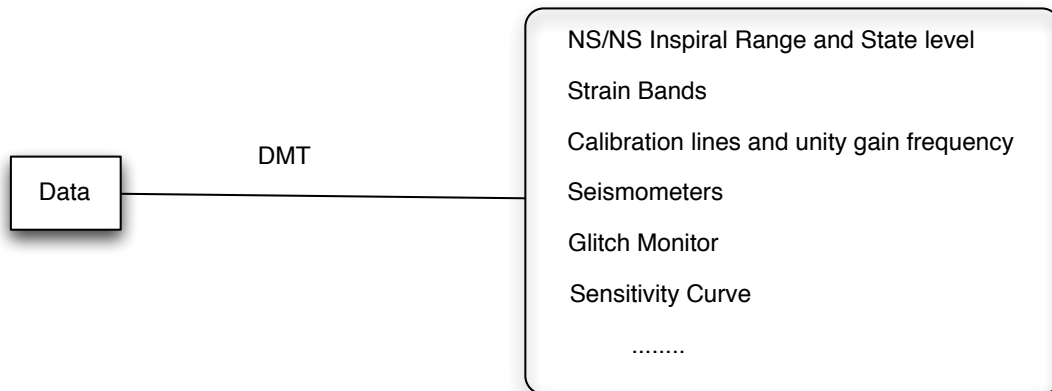 Data
DMT
NS/NS Inspiral Range and State level
Strain Bands
Calibration lines and unity gain frequency
Seismometers
Glitch Monitor
Sensitivity Curve
........